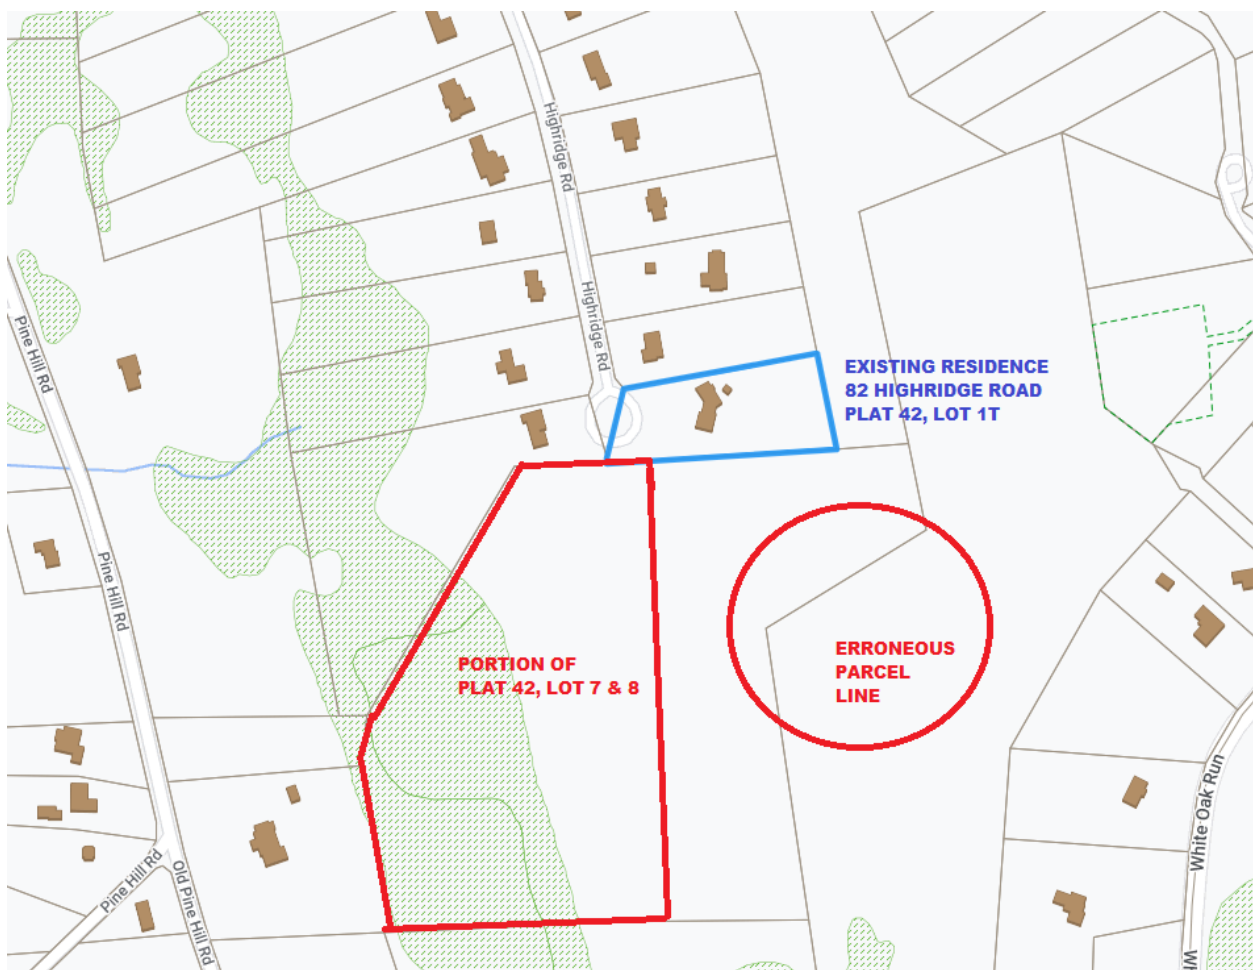 Highridge Rd
Highridge Rd
Pine Hill Rd
EXISTING RESIDENCE
82 HIGHRIDGE ROAD
PLAT 42, LOT 1T
Pine Hill Rd
PORTION OF
PLAT 42, LOT 7 & 8
ERRONEOUS
PARCEL
LINE
White Oak Run
Pine Hill Rd
Old Pine Hill Rd
W